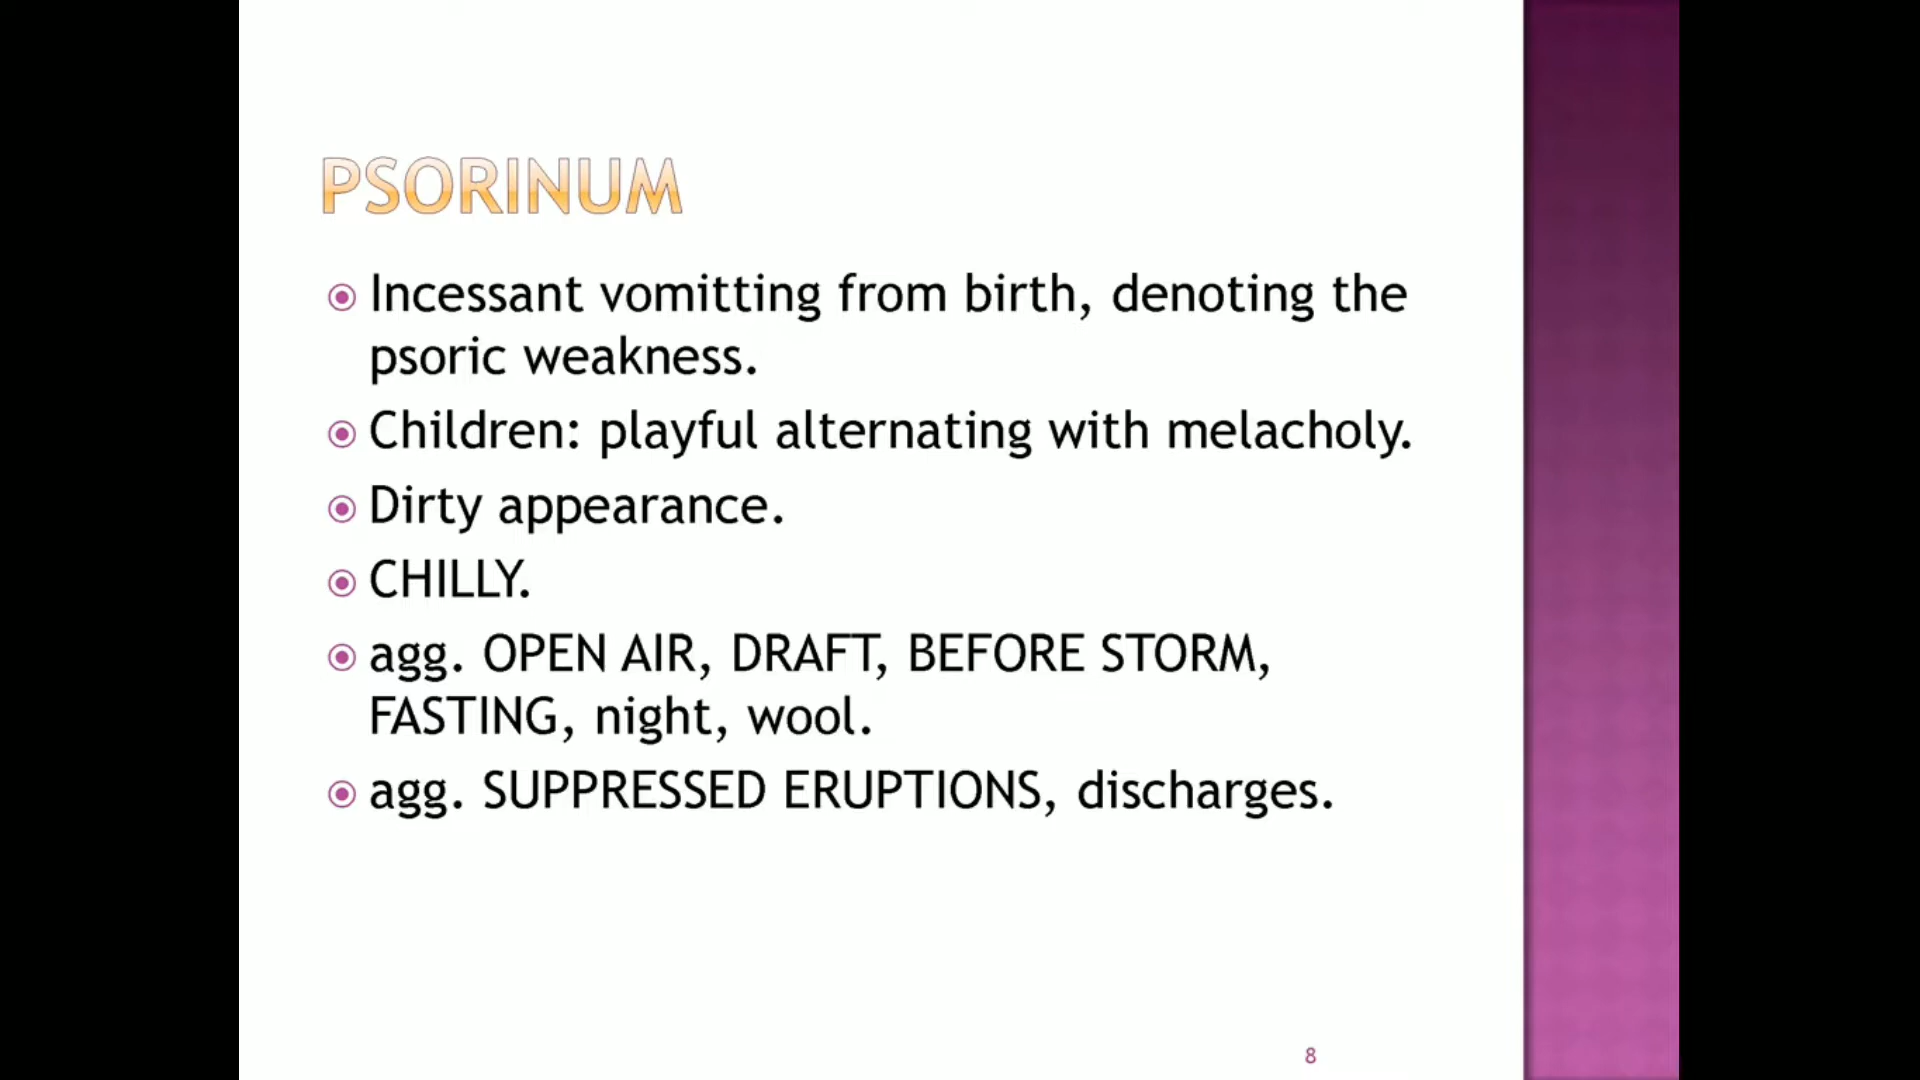 PSORINUM
Incessant vomitting from birth, denoting the
psoric weakness.
Children: playful alternating with melacholy.
Dirty appearance.
CHILLY.
agg. OPEN AIR, DRAFT, BEFORE STORM,
FASTING, night, wool.
agg. SUPPRESSED ERUPTIONS, discharges.
8